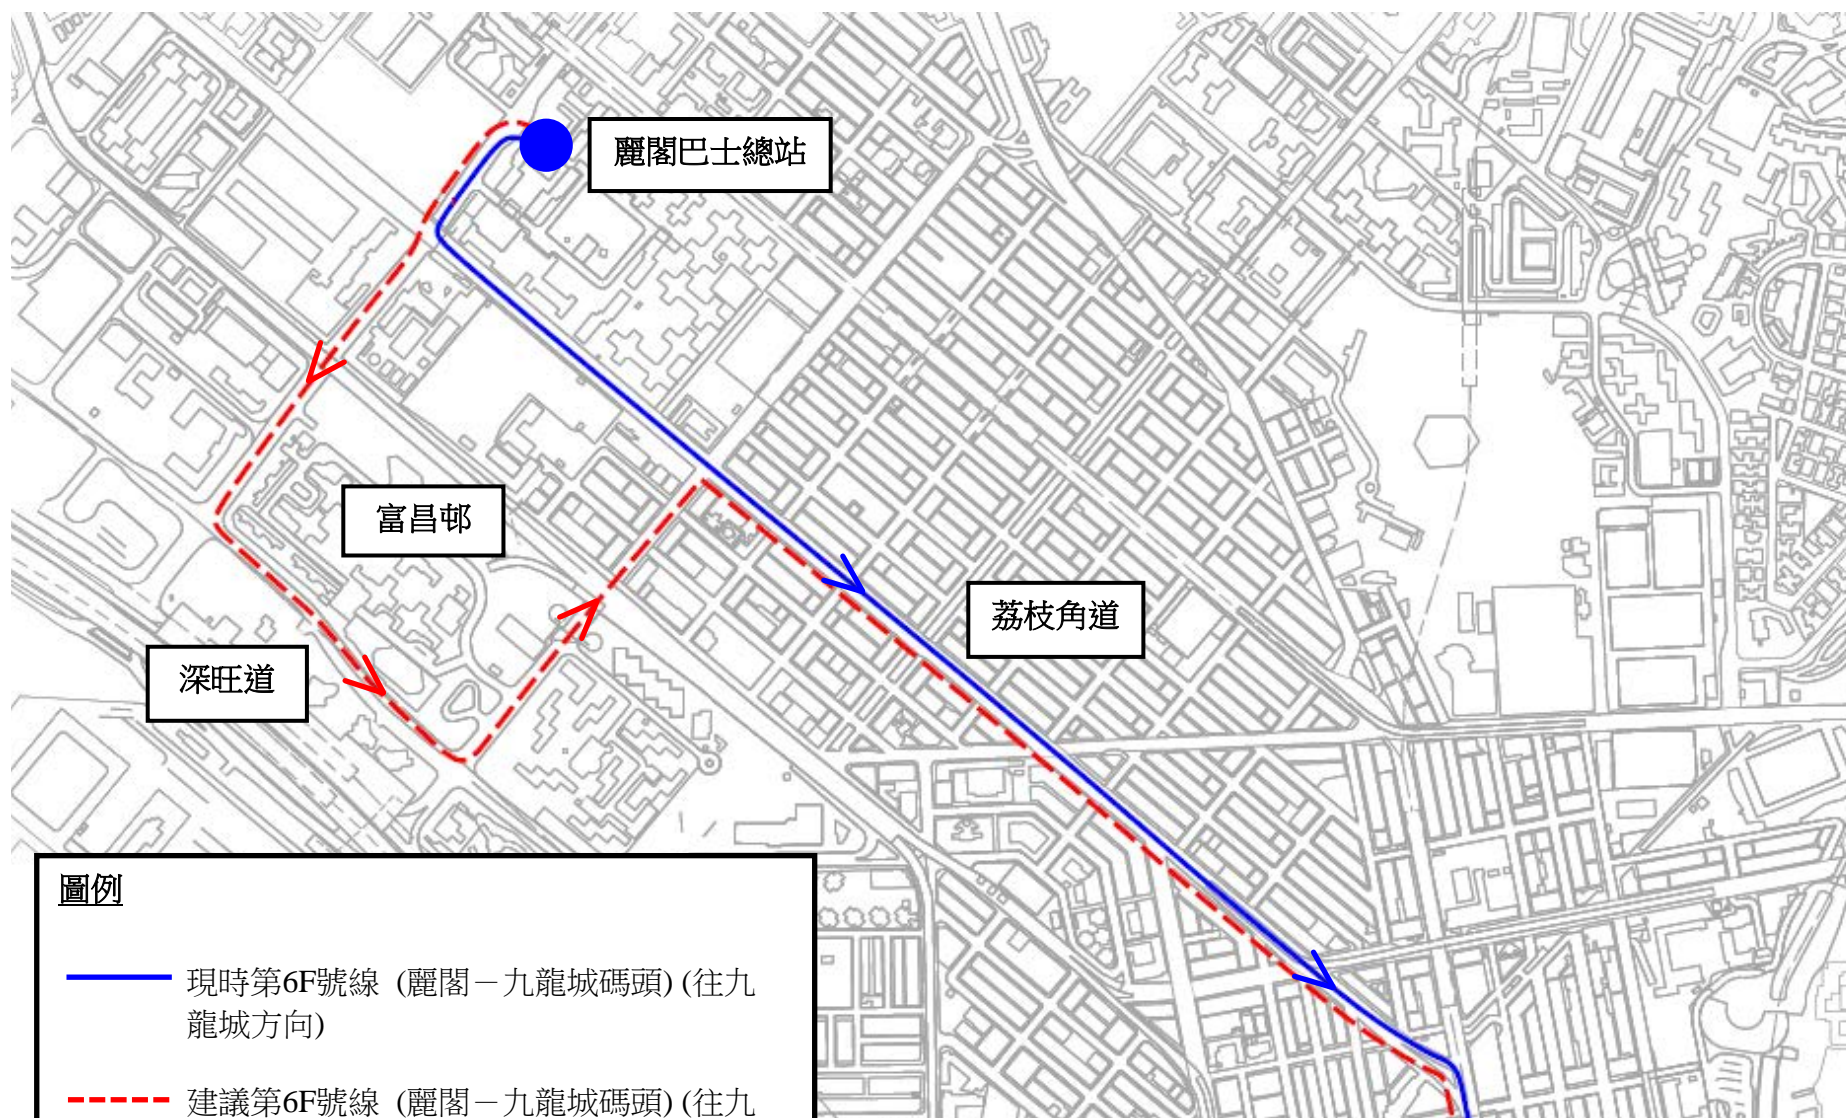 麗閣巴士總站
富昌邨
荔枝角道
深旺道
圖例
現時第6F號線 (麗閣－九龍城碼頭) (往九
龍城方向)
建議第6F號線 (麗閣－九龍城碼頭) (往九